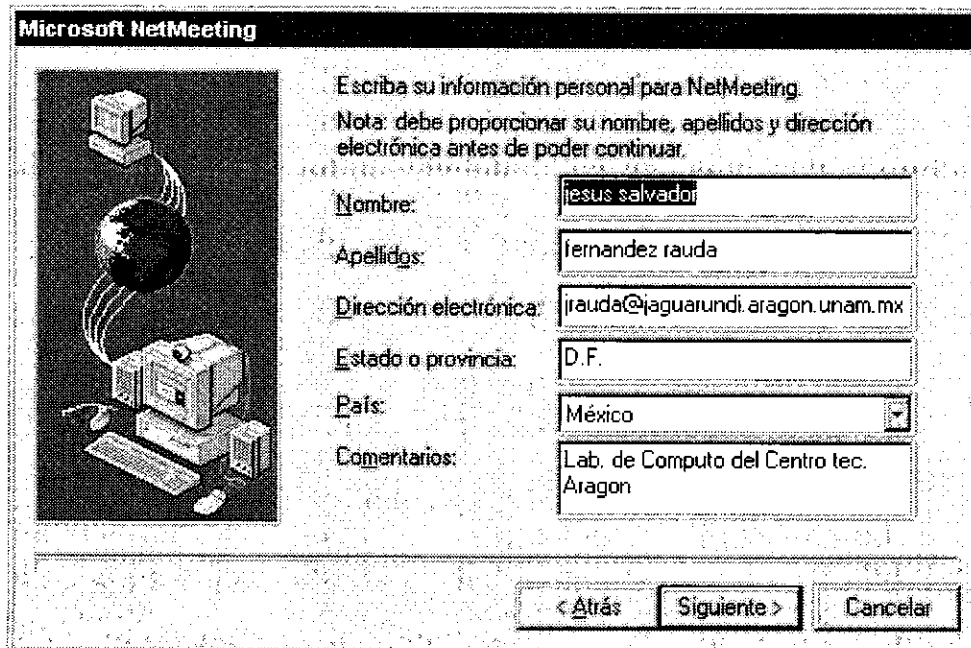 Microsoft NetMeeting
Escriba su información personal para NetMeeting.
Nota: debe proporcionar su nombre, apellidos y dirección
electrónica antes de poder continuar.
Nombre: jesus salvador
Apellidos: fernandez rauda
Dirección electrónica: jrauda@jaguarundi.aragon.unam.mx
Estado o provincia: D.F.
País: México
Comentarios: Lab. de Computo del Centro tec.
Aragon
< Atrás Siguiente > Cancelar